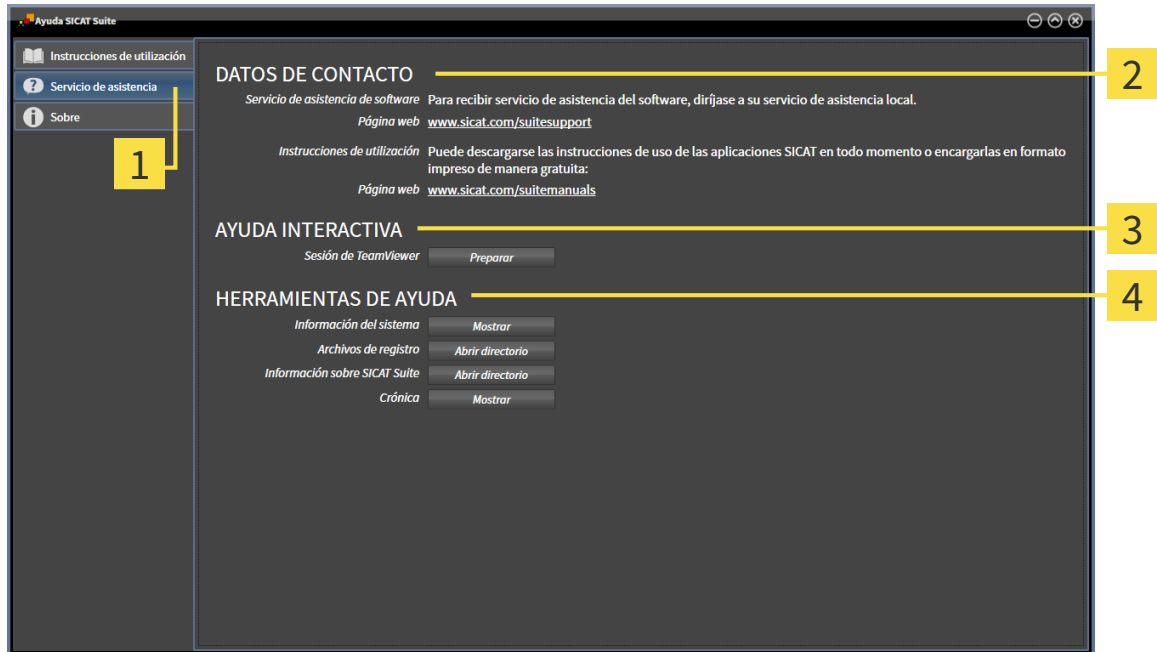 Ayuda SICAT Suite
Instrucciones de utilización
Servicio de asistencia
Sobre
1
DATOS DE CONTACTO
2
Servicio de asistencia de software Para recibir servicio de asistencia del software, diríjase a su servicio de asistencia local.
Página web www.sicat.com/suitesupport
Instrucciones de utilización Puede descargarse las instrucciones de uso de las aplicaciones SICAT en todo momento o encargarlas en formato
impreso de manera gratuita:
Página web www.sicat.com/suitemanuals
AYUDA INTERACTIVA
3
Sesión de TeamViewer Preparar
HERRAMIENTAS DE AYUDA
4
Información del sistema Mostrar
Archivos de registro Abrir directorio
Información sobre SICAT Suite Abrir directorio
Crónica Mostrar